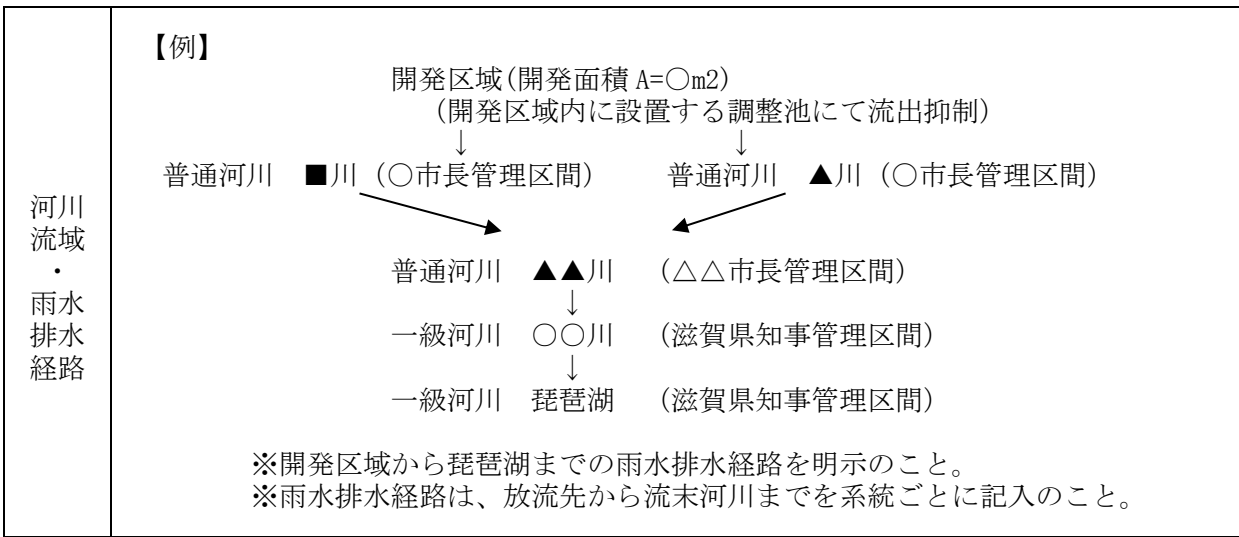 河川
流域
・
雨水
排水
経路
【例】
開発区域(開発面積 A=○m2)
(開発区域内に設置する調整池にて流出抑制)
↓ ↓
普通河川 ■川 (○市長管理区間) 普通河川 ▲川 (○市長管理区間)
普通河川 ▲▲川 (△△市長管理区間)
↓
一級河川 ○○川 (滋賀県知事管理区間)
↓
一級河川 琵琶湖 (滋賀県知事管理区間)
※開発区域から琵琶湖までの雨水排水経路を明示のこと。
※雨水排水経路は、放流先から流末河川までを系統ごとに記入のこと。